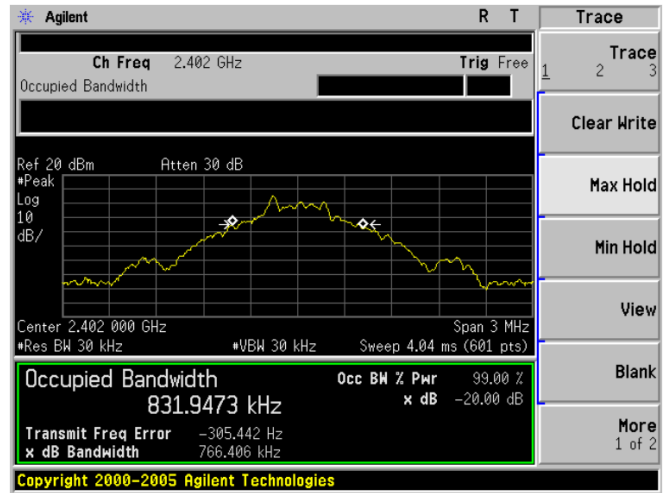 Agilent R T Trace
Ch Freq 2.402 GHz Trig Free
Occupied Bandwidth
Trace
1 2 3
Clear Write
Ref 20 dBm Atten 30 dB
#Peak
Log
10
dB/
Max Hold
Min Hold
View
Center 2.402 000 GHz Span 3 MHz
#Res BW 30 kHz #VBW 30 kHz Sweep 4.04 ms (601 pts)
Blank
Occupied Bandwidth Occ BW % Pwr 99.00 %
831.9473 kHz x dB -20.00 dB
Transmit Freq Error -305.442 Hz
x dB Bandwidth 766.406 kHz
More
1 of 2
Copyright 2000-2005 Agilent Technologies